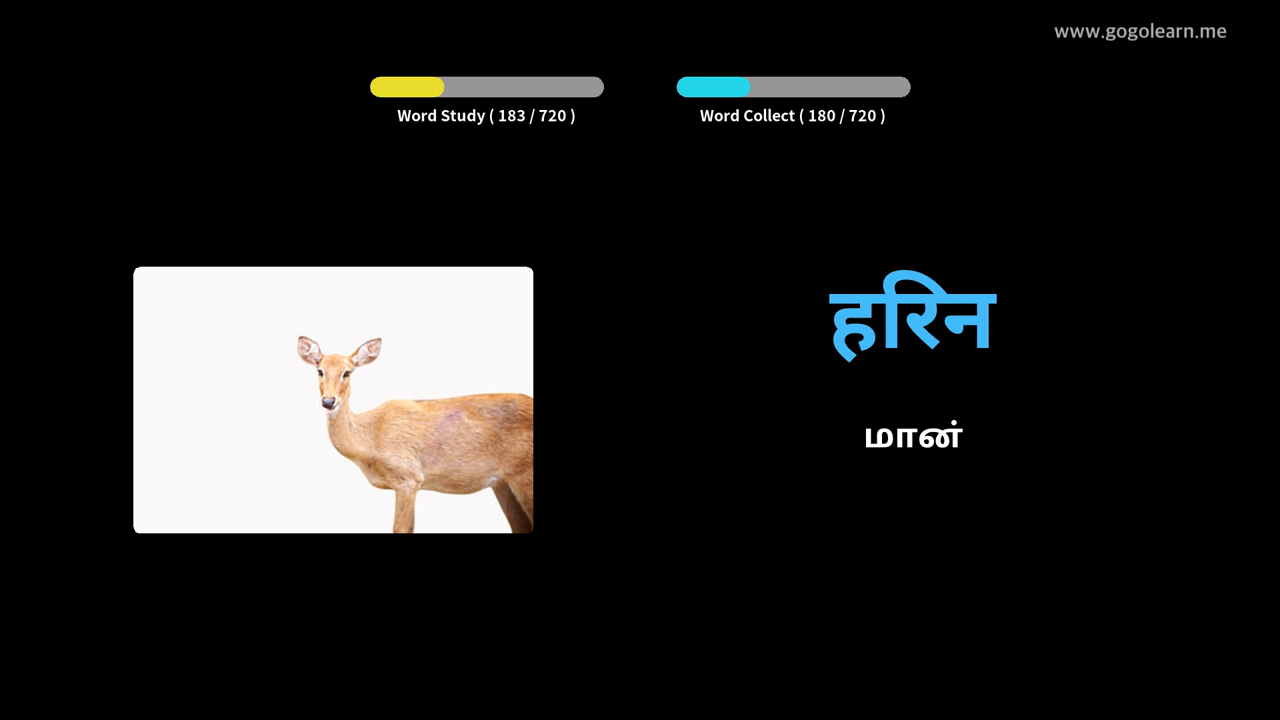 www.gogolearn.me
Word Study ( 183 / 720 )
Word Collect ( 180 / 720 )
हरिन
மான்